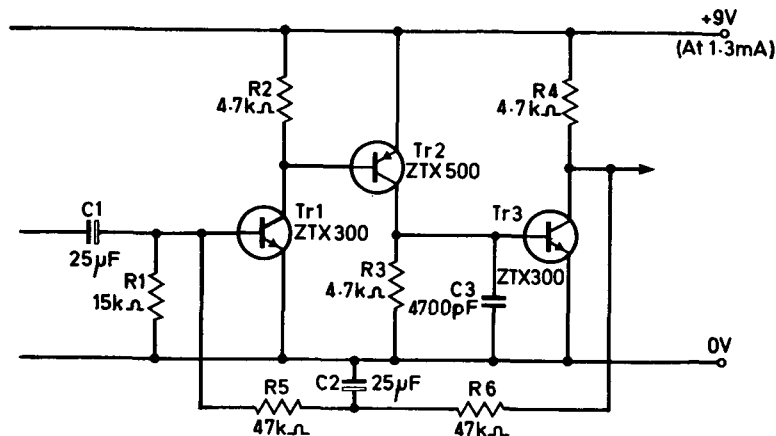 +9V
(At 1.3mA)
R2
4.7kΩ
R4
4.7kΩ
Tr2
ZTX500
C1
25µF
Tr1
ZTX300
Tr3
ZTX300
R1
15kΩ
R3
4.7kΩ
C3
4700pF
0V
C2
25µF
R5
47kΩ
R6
47kΩ